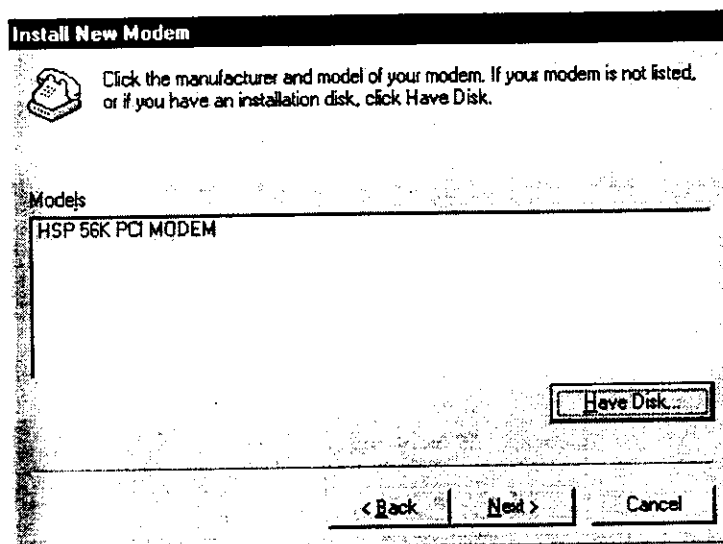 Install New Modem
Click the manufacturer and model of your modem. If your modem is not listed,
or if you have an installation disk, click Have Disk.
Models
HSP 56K PCI MODEM
Have Disk...
< Back
Next >
Cancel